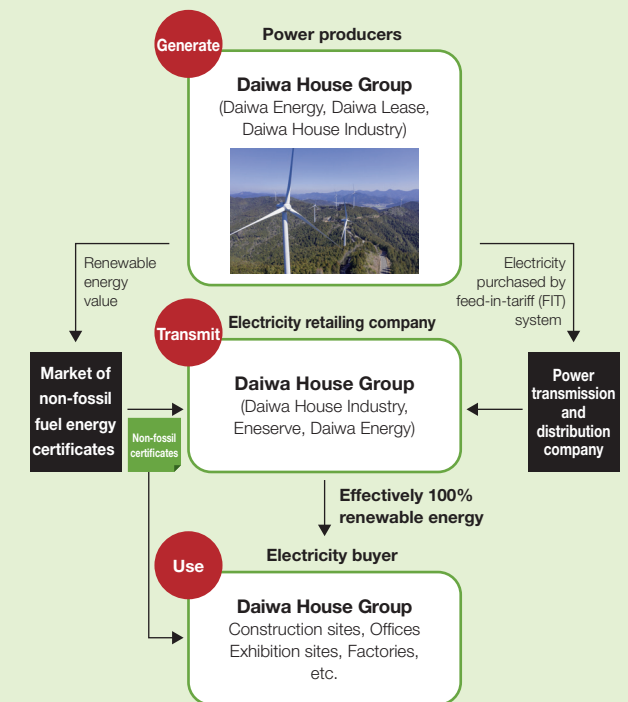 Generate
Power producers
Daiwa House Group
(Daiwa Energy, Daiwa Lease,
Daiwa House Industry)
Renewable
energy
value
Electricity
purchased by
feed-in-tariff (FIT)
system
Transmit
Electricity retailing company
Market of
non-fossil
fuel energy
certificates
Non-fossil
certificates
Daiwa House Group
(Daiwa House Industry,
Eneserve, Daiwa Energy)
Power
transmission
and
distribution
company
Effectively 100%
renewable energy
Use
Electricity buyer
Daiwa House Group
Construction sites, Offices
Exhibition sites, Factories,
etc.